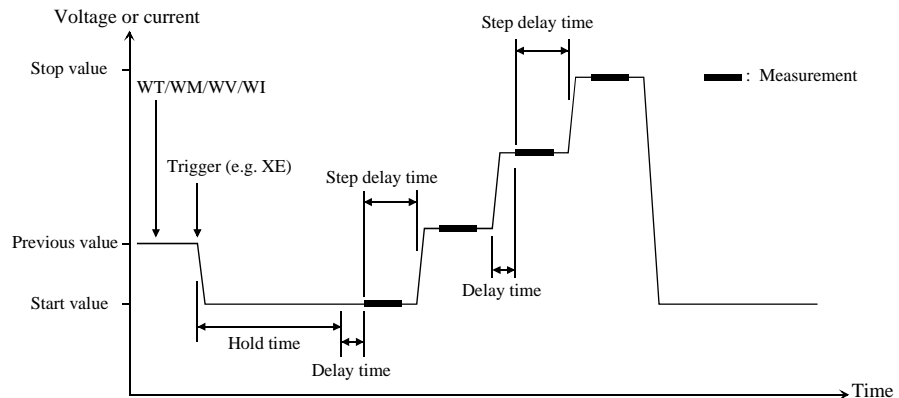 Voltage or current
Step delay time
Stop value
WT/WM/WV/WI
: Measurement
Trigger (e.g. XE)
Step delay time
Previous value
Delay time
Start value
Hold time
Delay time
Time